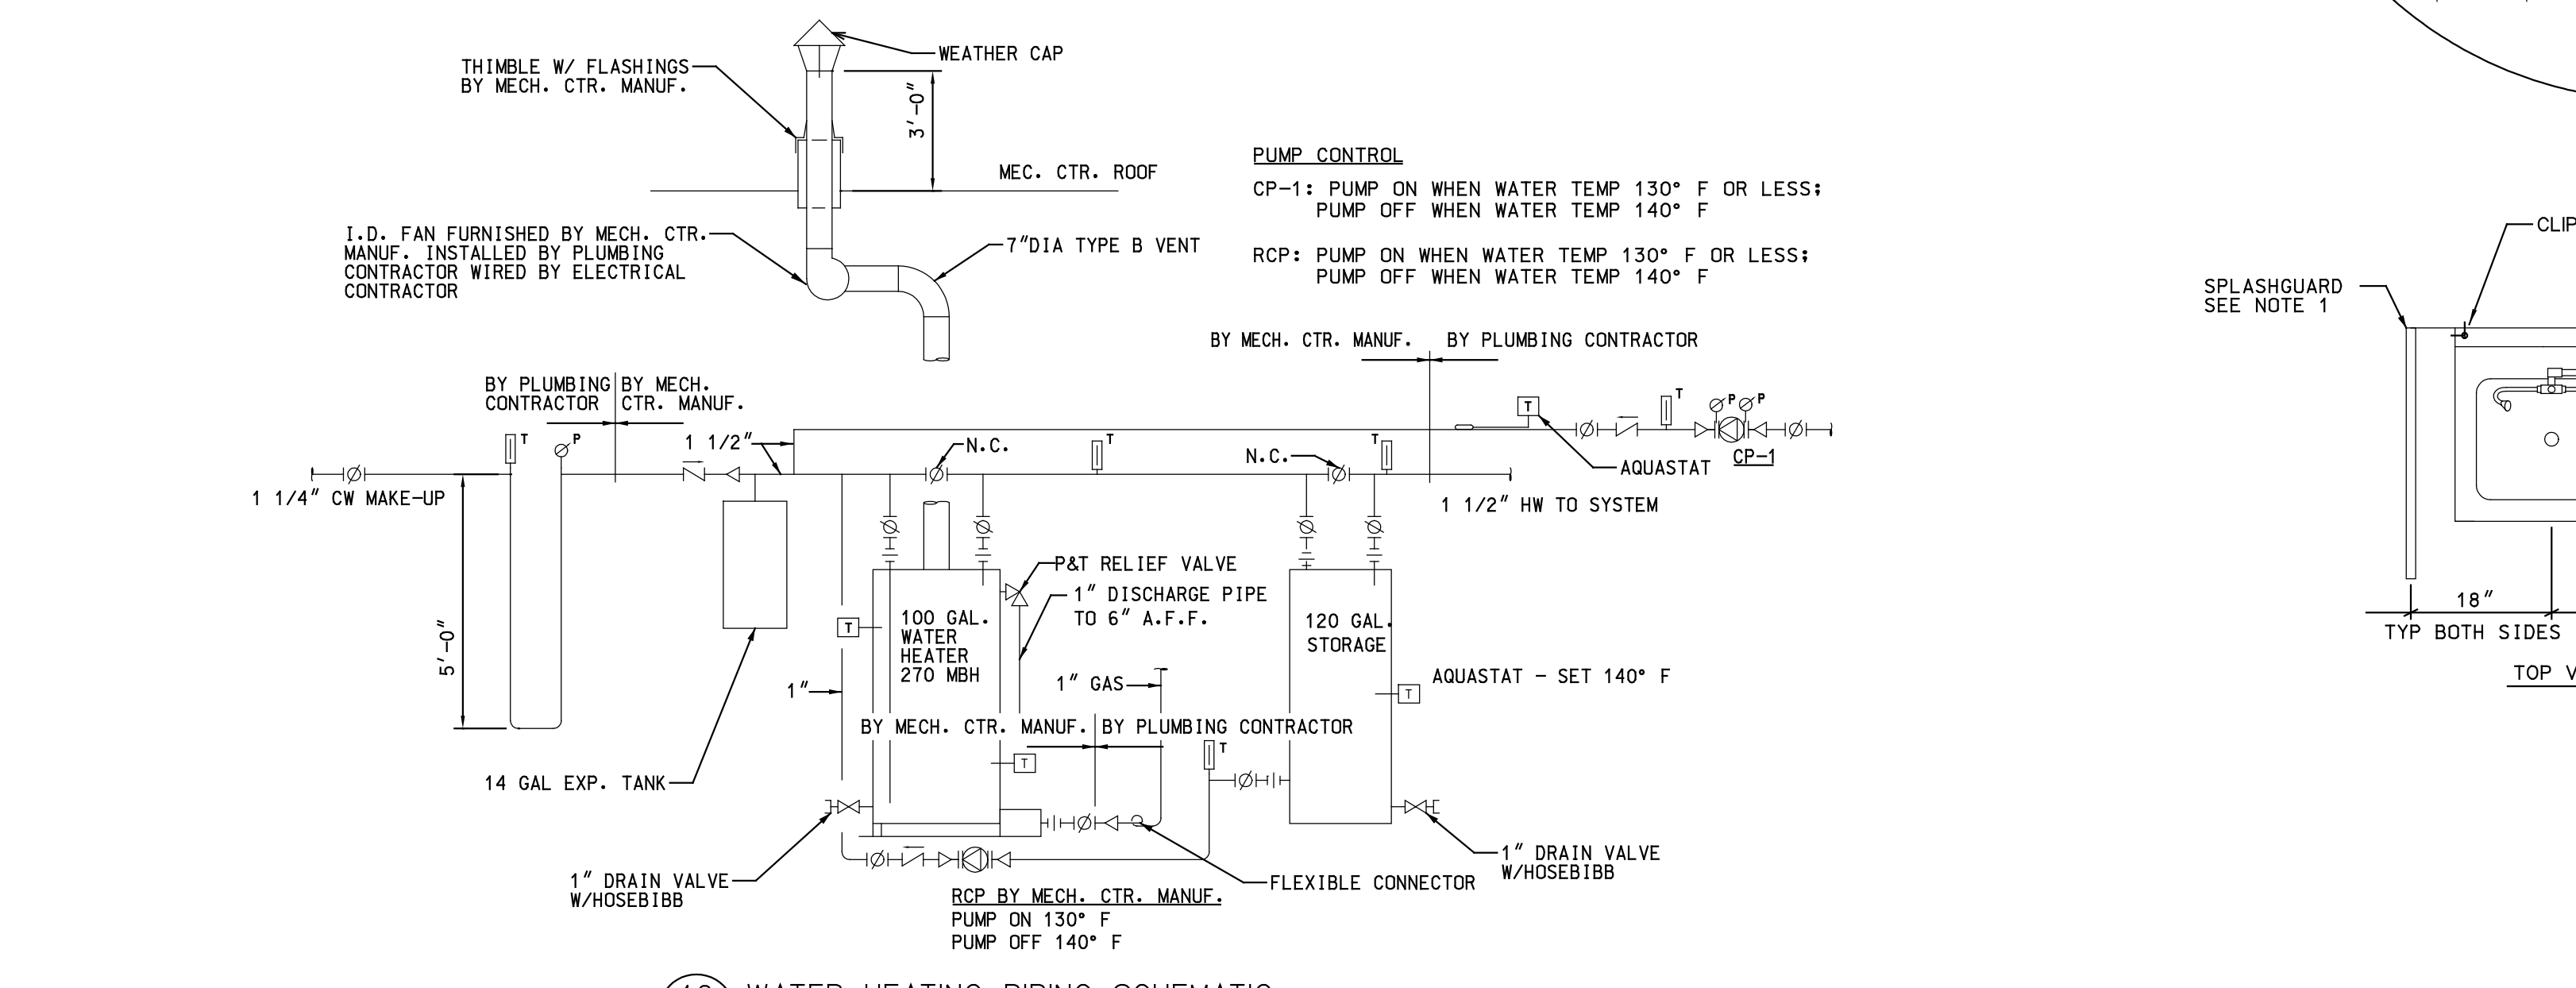 WEATHER CAP
THIMBLE W/ FLASHINGS
BY MECH. CTR. MANUF.
3'-0"
MEC. CTR. ROOF
I.D. FAN FURNISHED BY MECH. CTR.
MANUF. INSTALLED BY PLUMBING
CONTRACTOR WIRED BY ELECTRICAL
CONTRACTOR
7"DIA TYPE B VENT
PUMP CONTROL
CP-1: PUMP ON WHEN WATER TEMP 130° F OR LESS;
PUMP OFF WHEN WATER TEMP 140° F
RCP: PUMP ON WHEN WATER TEMP 130° F OR LESS;
PUMP OFF WHEN WATER TEMP 140° F
BY MECH. CTR. MANUF.
BY PLUMBING CONTRACTOR
BY PLUMBING
CONTRACTOR
BY MECH.
CTR. MANUF.
T
P
1 1/2"
N.C.
T
N.C.
T
T
T
P
P
AQUASTAT
CP-1
1 1/4" CW MAKE-UP
1 1/2" HW TO SYSTEM
5'-0"
14 GAL EXP. TANK
T
1"
100 GAL.
WATER
HEATER
270 MBH
P&T RELIEF VALVE
1" DISCHARGE PIPE
TO 6" A.F.F.
1" GAS
120 GAL.
STORAGE
AQUASTAT - SET 140° F
T
BY MECH. CTR. MANUF.
BY PLUMBING CONTRACTOR
T
T
1" DRAIN VALVE
W/HOSEBIBB
FLEXIBLE CONNECTOR
1" DRAIN VALVE
W/HOSEBIBB
RCP BY MECH. CTR. MANUF.
PUMP ON 130° F
PUMP OFF 140° F
WATER HEATING PIPING SCHEMATIC
CLIP
SPLASHGUARD
SEE NOTE 1
18"
TYP BOTH SIDES
TOP V